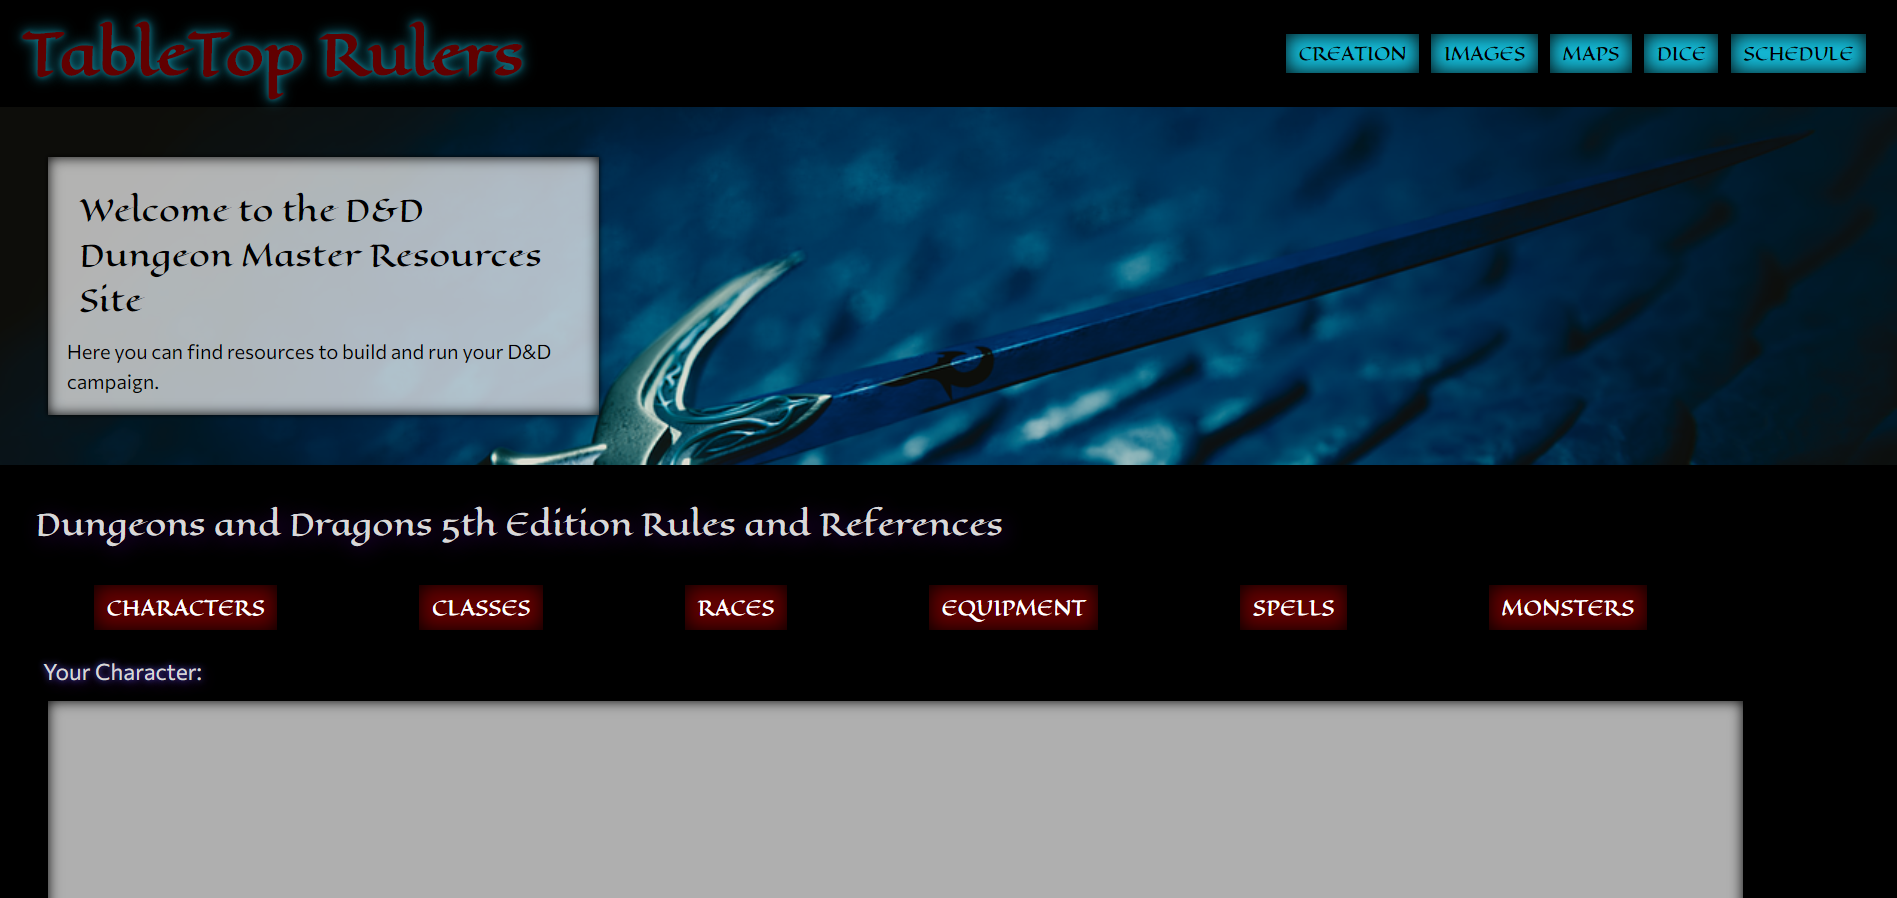 TableTop Rulers
CREATION IMAGES MAPS DICE SCHEDULE
Welcome to the D&D
Dungeon Master Resources
Site
Here you can find resources to build and run your D&D
campaign.
Dungeons and Dragons 5th Edition Rules and References
CHARACTERS CLASSES RACES EQUIPMENT SPELLS MONSTERS
Your Character: